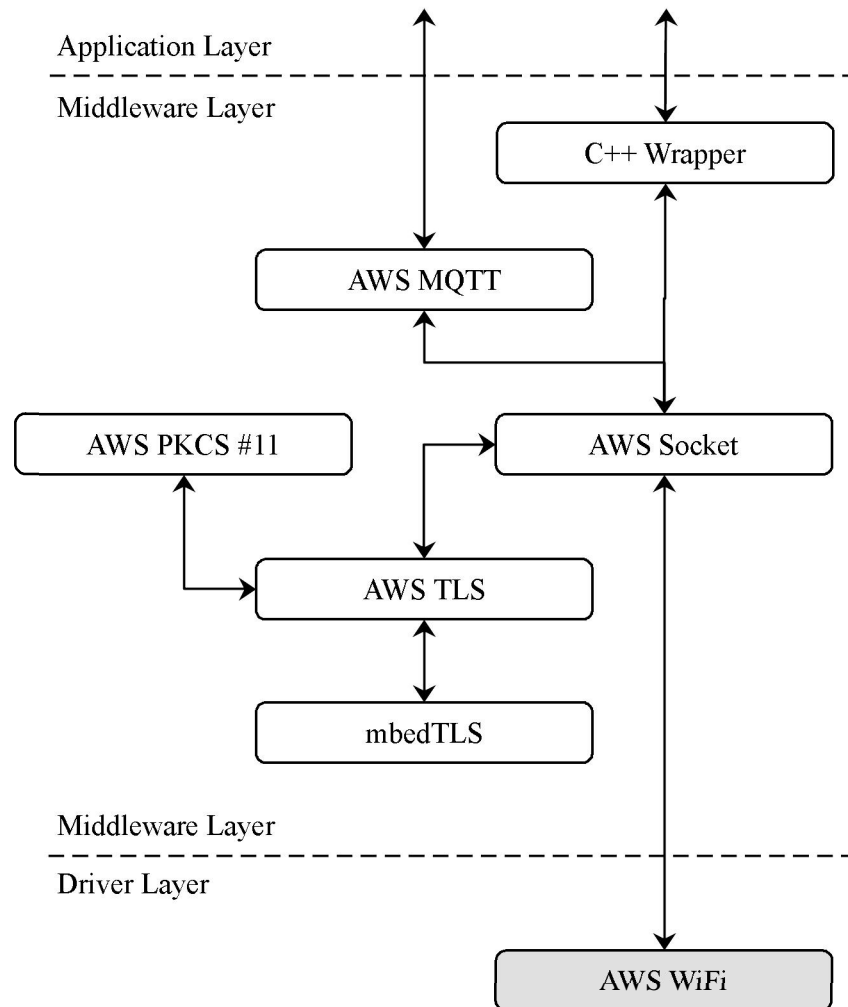 Application Layer
Middleware Layer
C++ Wrapper
AWS MQTT
AWS PKCS #11
AWS Socket
AWS TLS
mbedTLS
Middleware Layer
Driver Layer
AWS WiFi